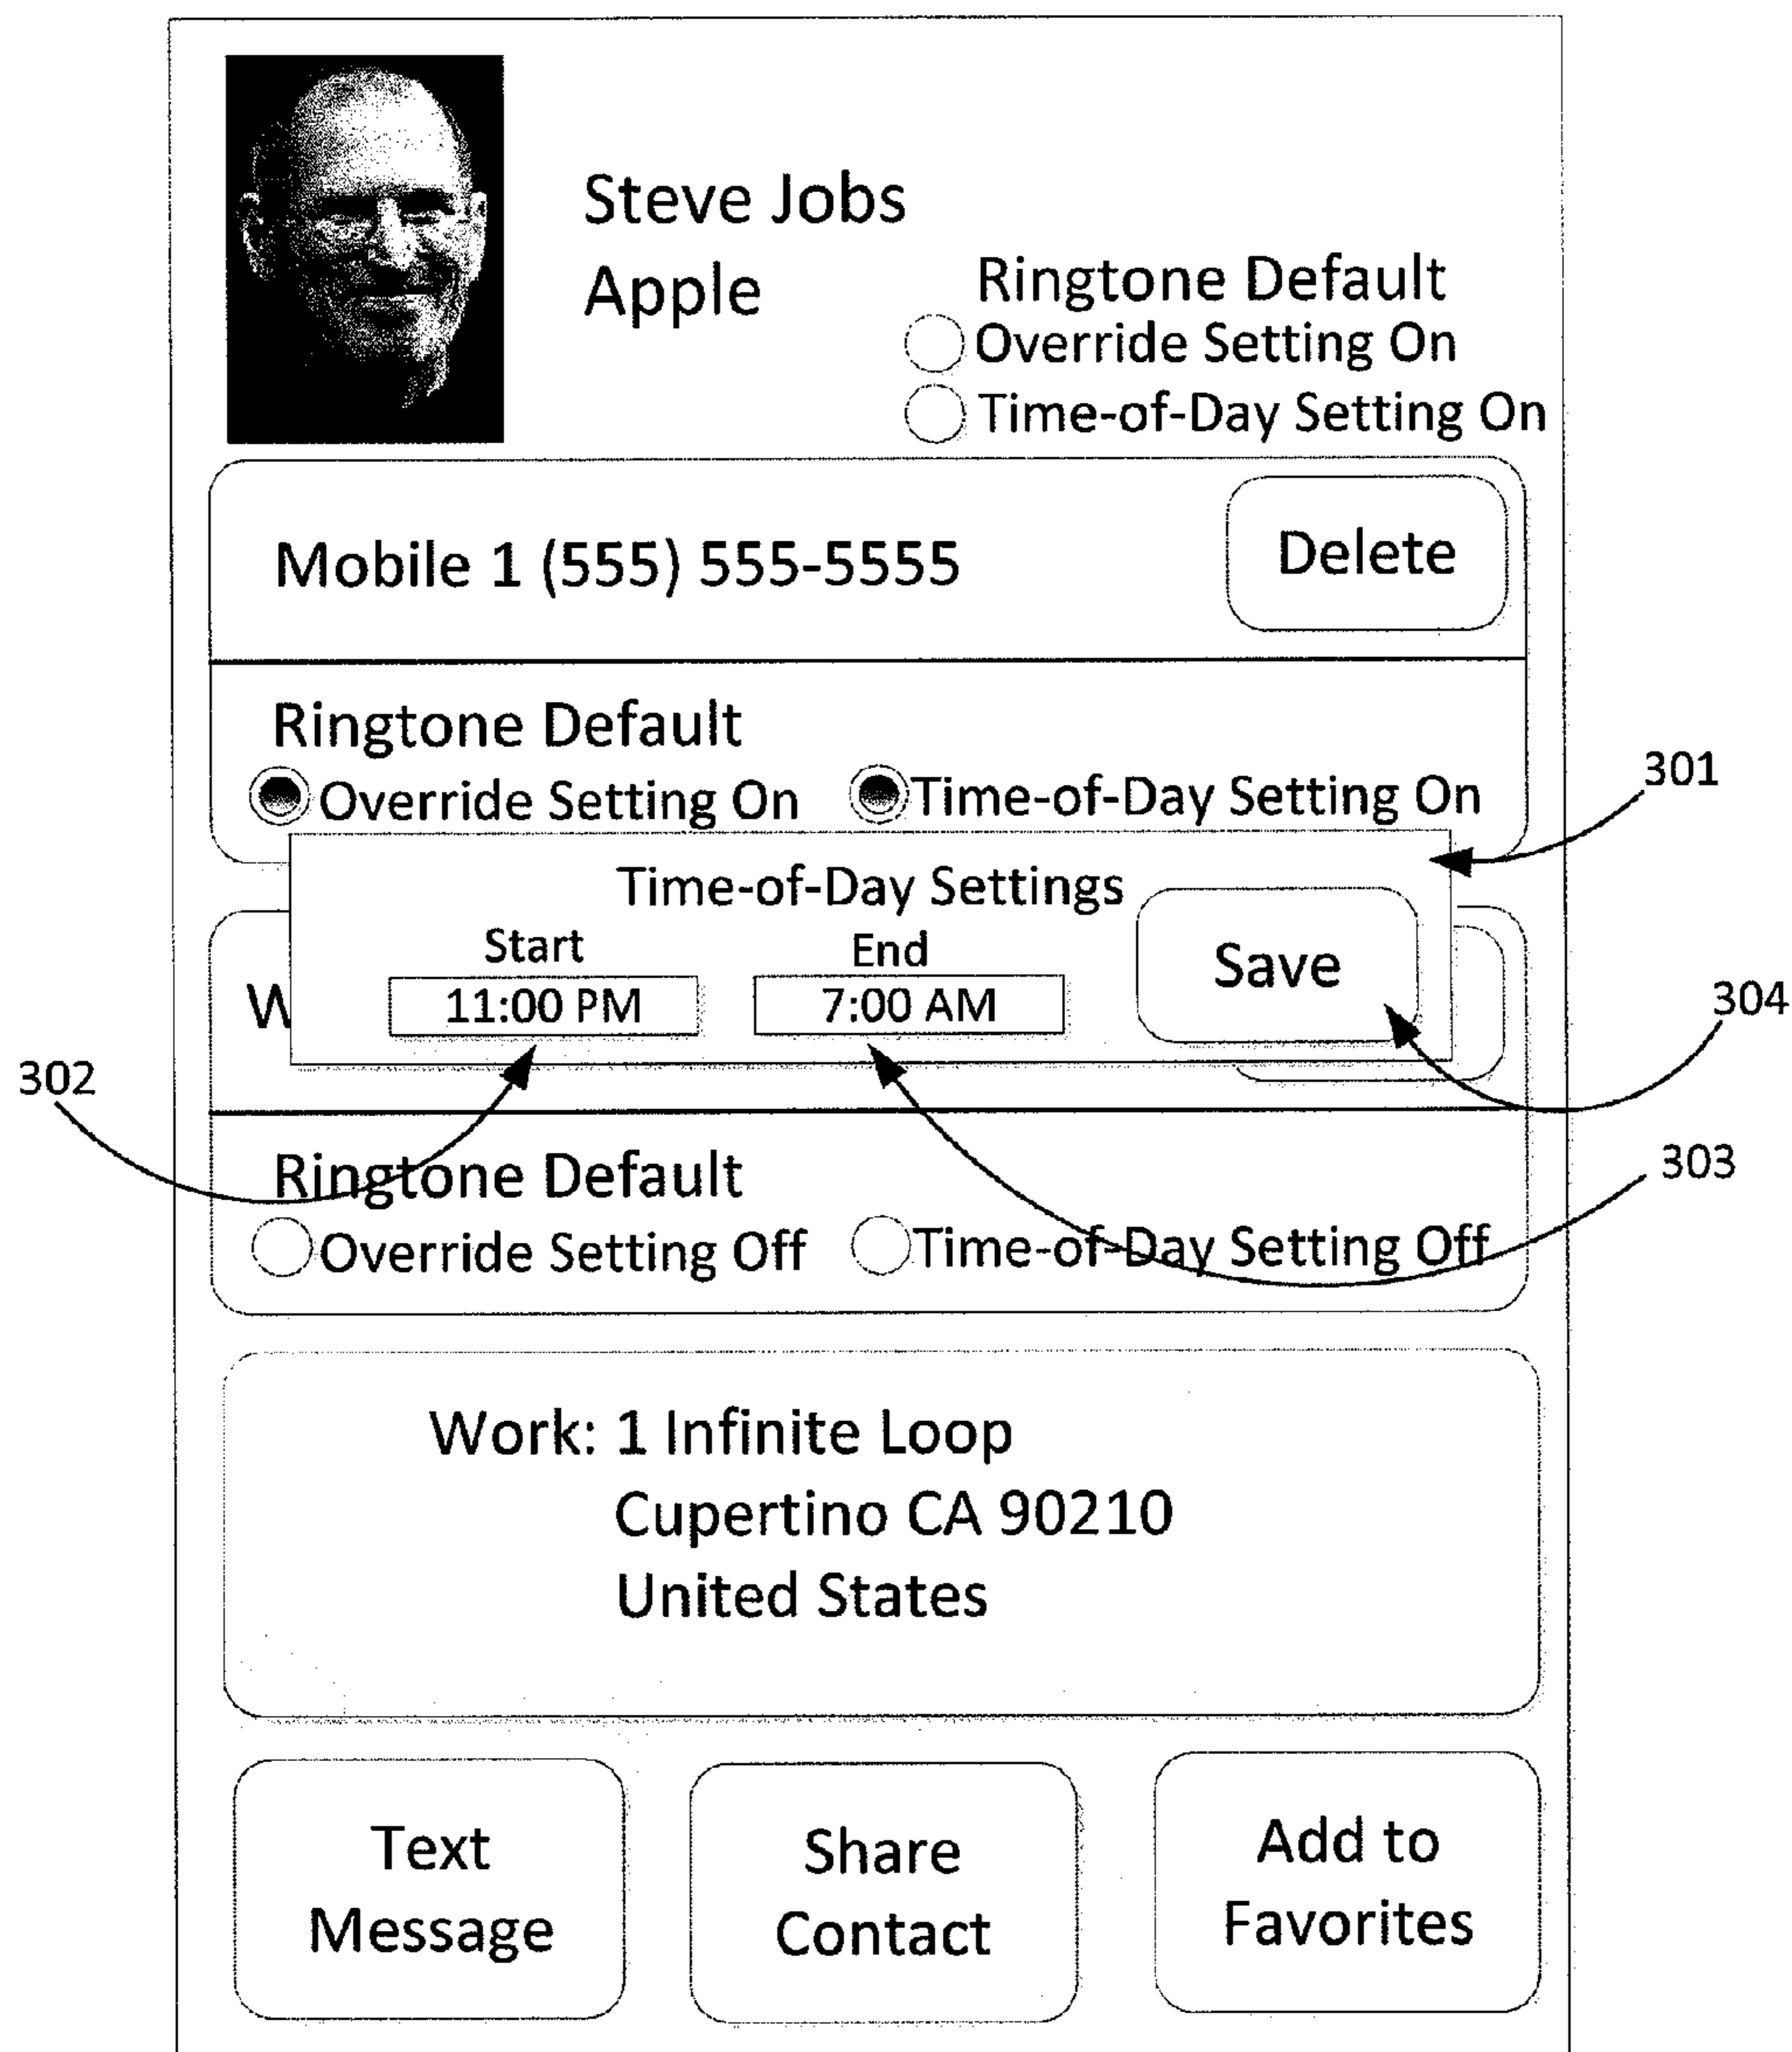 Steve Jobs
Apple
Ringtone Default
Override Setting On
Time-of-Day Setting On
Mobile 1 (555) 555-5555
Delete
Ringtone Default
Override Setting On
Time-of-Day Setting On
301
Time-of-Day Settings
Start
End
Save
W
11:00 PM
7:00 AM
304
302
303
Ringtone Default
Override Setting Off
Time-of-Day Setting Off
Work: 1 Infinite Loop
Cupertino CA 90210
United States
Text
Message
Share
Contact
Add to
Favorites